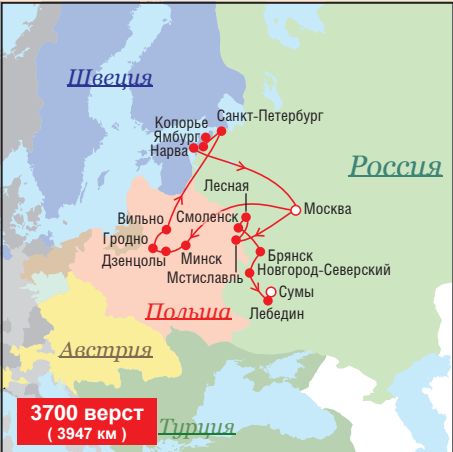 Швеция
Санкт-Петербург
Копорье
Ямбург
Нарва
Россия
Лесная
Москва
Вильно
Смоленск
Гродно
Брянск
Дзенцолы
Минск
Новгород-Северский
Мстиславль
Сумы
Польша
Лебедин
Австрия
3700 верст
( 3947 км )
Турция